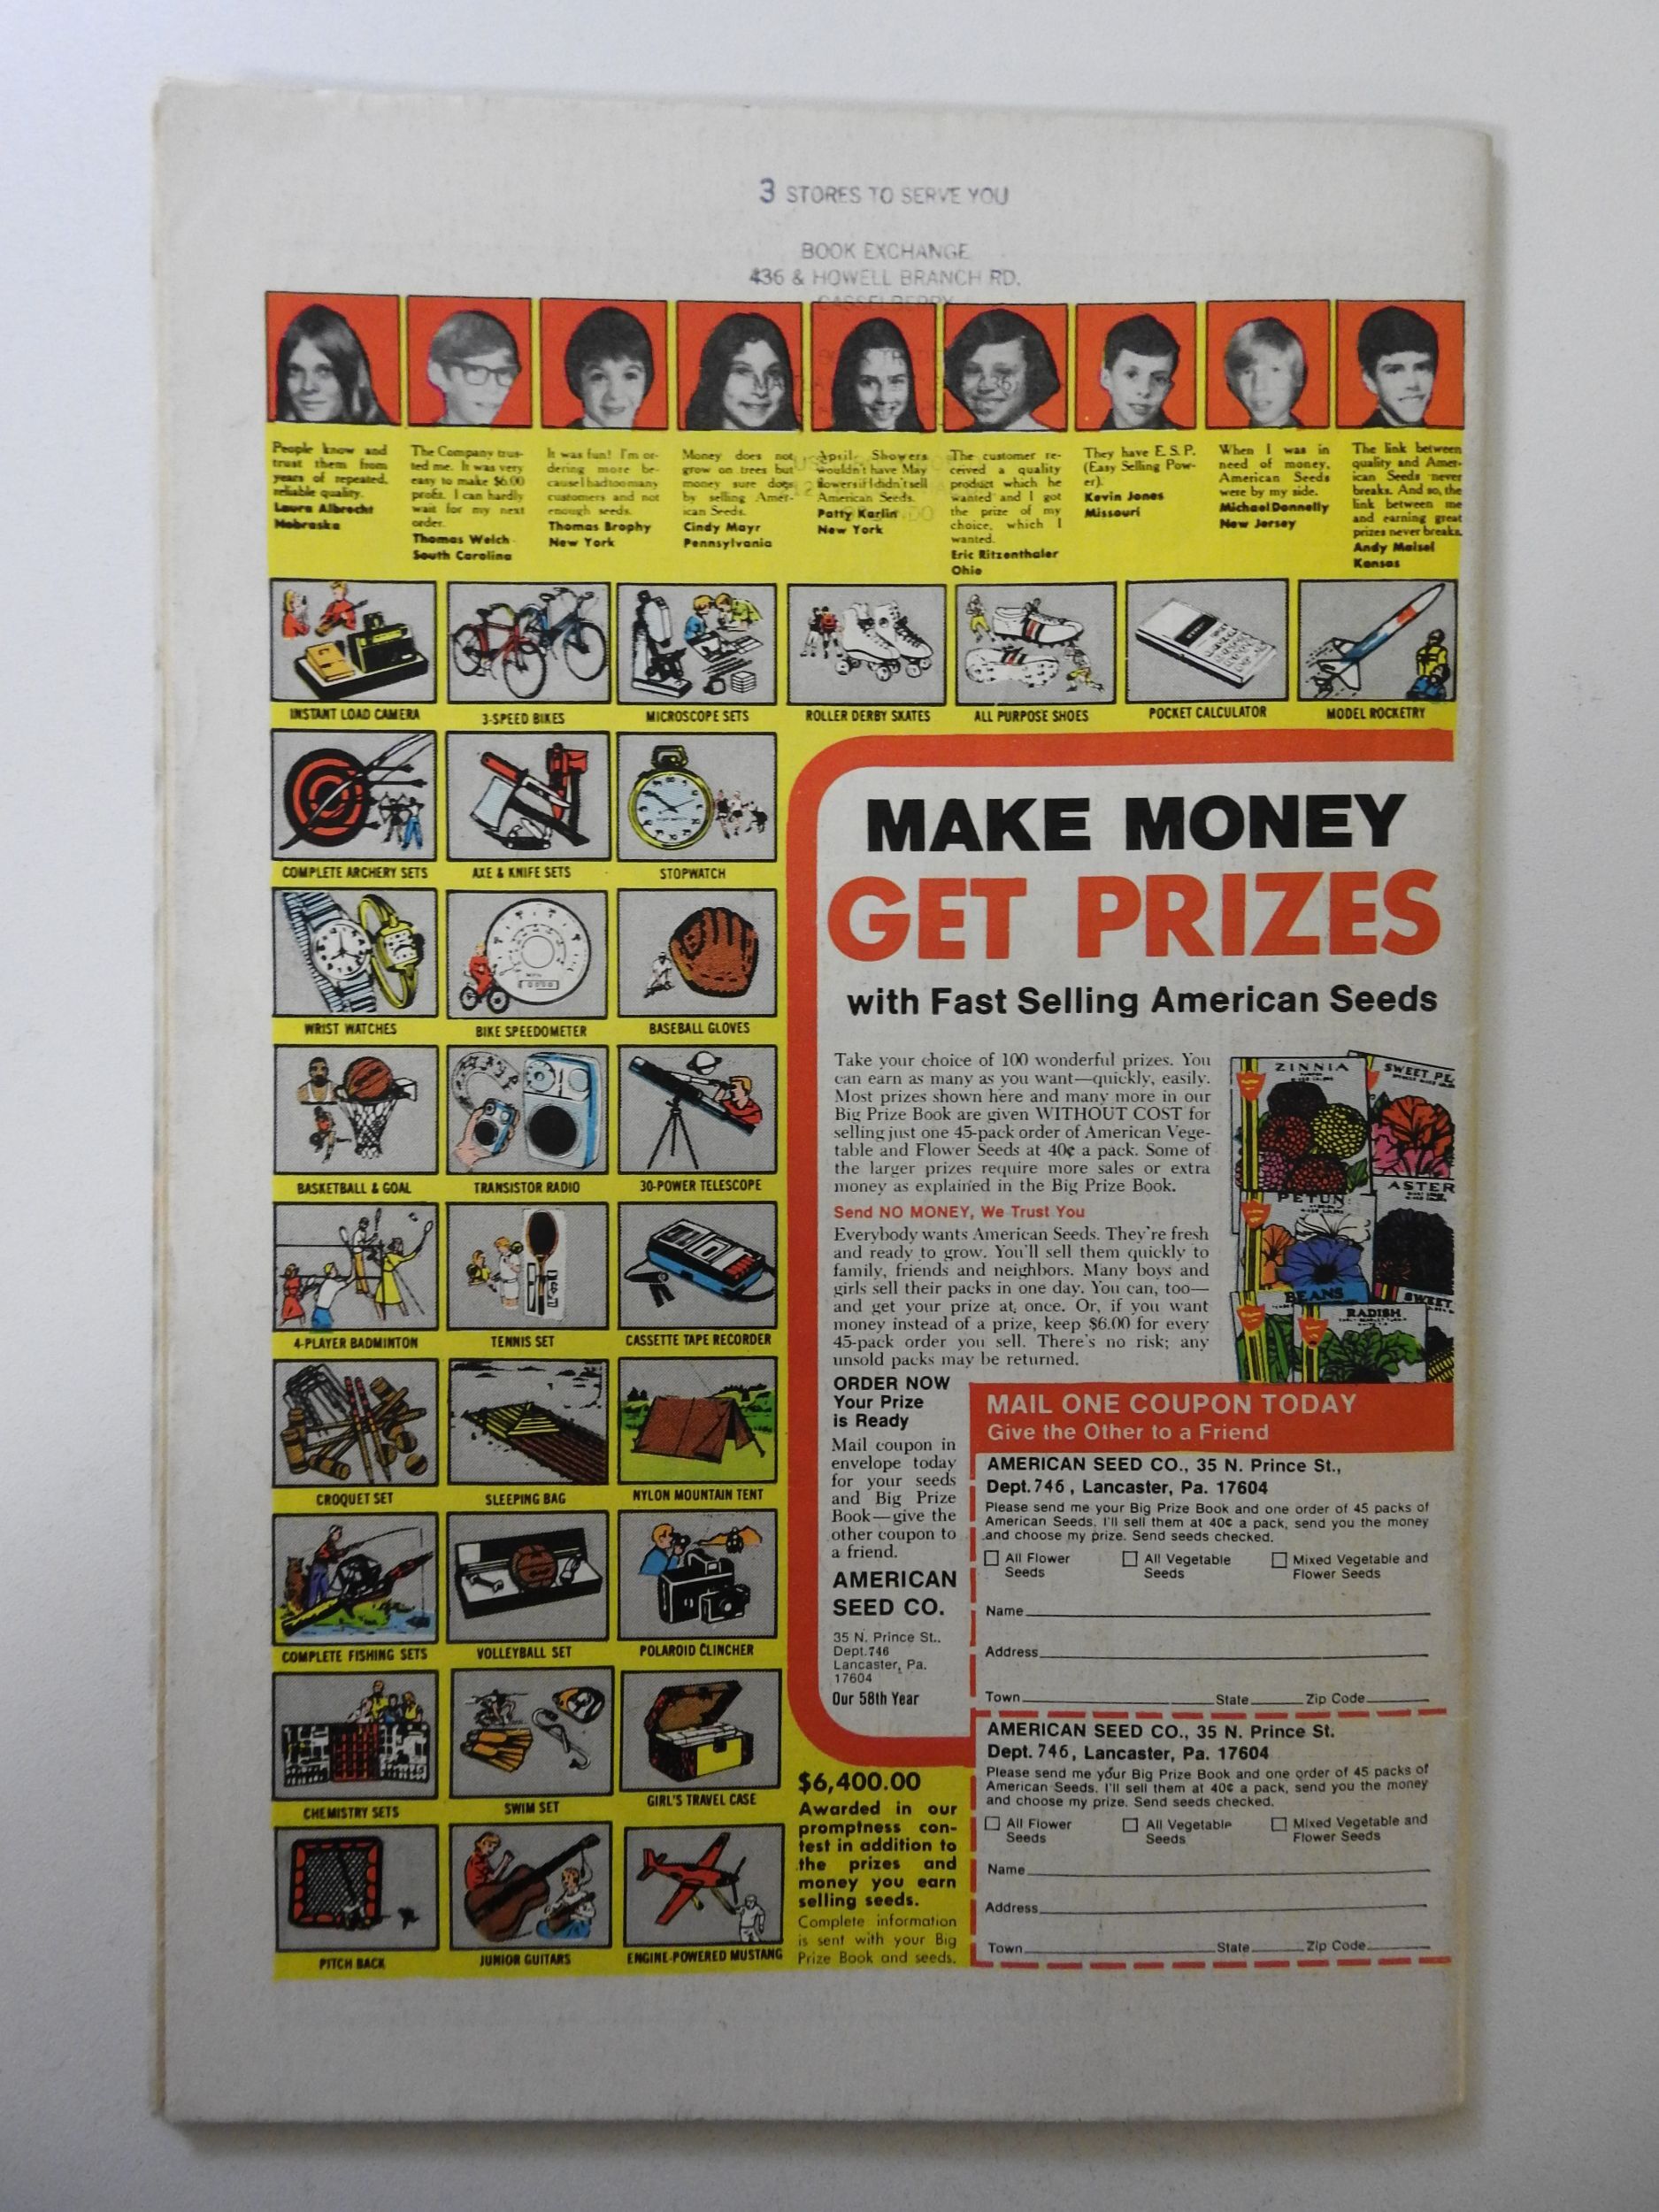 3 STORES TO SERVE YOU
BOOK EXCHANGE
436 & HOWELL BRANCH RD.
CASSELBERRY
People know and
trust them from
years of repeated,
reliable quality.
Laura Albrecht
Nebraska
The Company trus-
ted me. It was very
easy to make $6.00
profit. I can hardly
wait for my next
order.
Thomas Welch
South Carolina
It was fun! I'm or-
dering more be-
cause I had too many
customers and not
enough seeds.
Thomas Brophy
New York
Money does not
grow on trees but
money sure does
by selling Amer-
ican Seeds.
Cindy Mayr
Pennsylvania
April Showers
wouldn't have May
flowers if I didn't sell
American Seeds.
Patty Karlin
New York
The customer re-
ceived a quality
product which he
wanted and I got
the prize of my
choice, which I
wanted.
Eric Ritzenthaler
Ohio
They have E.S.P.
(Easy Selling Pow-
er).
Kevin Jones
Missouri
When I was in
need of money,
American Seeds
were by my side.
Michael Donnelly
New Jersey
The link between
quality and Amer-
ican Seeds never
breaks. And so, the
link between me
and earning great
prizes never breaks.
Andy Maisel
Kansas
INSTANT LOAD CAMERA
3-SPEED BIKES
MICROSCOPE SETS
ROLLER DERBY SKATES
ALL PURPOSE SHOES
POCKET CALCULATOR
MODEL ROCKETRY
COMPLETE ARCHERY SETS
AXE & KNIFE SETS
STOPWATCH
WRIST WATCHES
BIKE SPEEDOMETER
BASEBALL GLOVES
BASKETBALL & GOAL
TRANSISTOR RADIO
30-POWER TELESCOPE
4-PLAYER BADMINTON
TENNIS SET
CASSETTE TAPE RECORDER
CROQUET SET
SLEEPING BAG
NYLON MOUNTAIN TENT
COMPLETE FISHING SETS
VOLLEYBALL SET
POLAROID CLINCHER
CHEMISTRY SETS
SWIM SET
GIRL'S TRAVEL CASE
PITCH BACK
JUNIOR GUITARS
ENGINE-POWERED MUSTANG
MAKE MONEY
GET PRIZES
with Fast Selling American Seeds
Take your choice of 100 wonderful prizes. You
can earn as many as you want—quickly, easily.
Most prizes shown here and many more in our
Big Prize Book are given WITHOUT COST for
selling just one 45-pack order of American Vege-
table and Flower Seeds at 40¢ a pack. Some of
the larger prizes require more sales or extra
money as explained in the Big Prize Book.
Send NO MONEY, We Trust You
Everybody wants American Seeds. They're fresh
and ready to grow. You'll sell them quickly to
family, friends and neighbors. Many boys and
girls sell their packs in one day. You can, too—
and get your prize at once. Or, if you want
money instead of a prize, keep $6.00 for every
45-pack order you sell. There's no risk; any
unsold packs may be returned.
ZINNIA
SWEET PE
PETUN
ASTER
BEANS
RADISH
SWEET
ORDER NOW
Your Prize
is Ready
Mail coupon in
envelope today
for your seeds
and Big Prize
Book—give the
other coupon to
a friend.
AMERICAN
SEED CO.
35 N. Prince St.,
Dept. 746
Lancaster, Pa.
17604
Our 58th Year
$6,400.00
Awarded in our
promptness con-
test in addition to
the prizes and
money you earn
selling seeds.
Complete information
is sent with your Big
Prize Book and seeds.
MAIL ONE COUPON TODAY
Give the Other to a Friend
AMERICAN SEED CO., 35 N. Prince St.,
Dept. 746, Lancaster, Pa. 17604
Please send me your Big Prize Book and one order of 45 packs of
American Seeds. I'll sell them at 40¢ a pack, send you the money
and choose my prize. Send seeds checked.
All Flower Seeds
All Vegetable Seeds
Mixed Vegetable and Flower Seeds
Name
Address
Town State Zip Code
AMERICAN SEED CO., 35 N. Prince St.
Dept. 746, Lancaster, Pa. 17604
Please send me your Big Prize Book and one order of 45 packs of
American Seeds. I'll sell them at 40¢ a pack, send you the money
and choose my prize. Send seeds checked.
All Flower Seeds
All Vegetable Seeds
Mixed Vegetable and Flower Seeds
Name
Address
Town State Zip Code